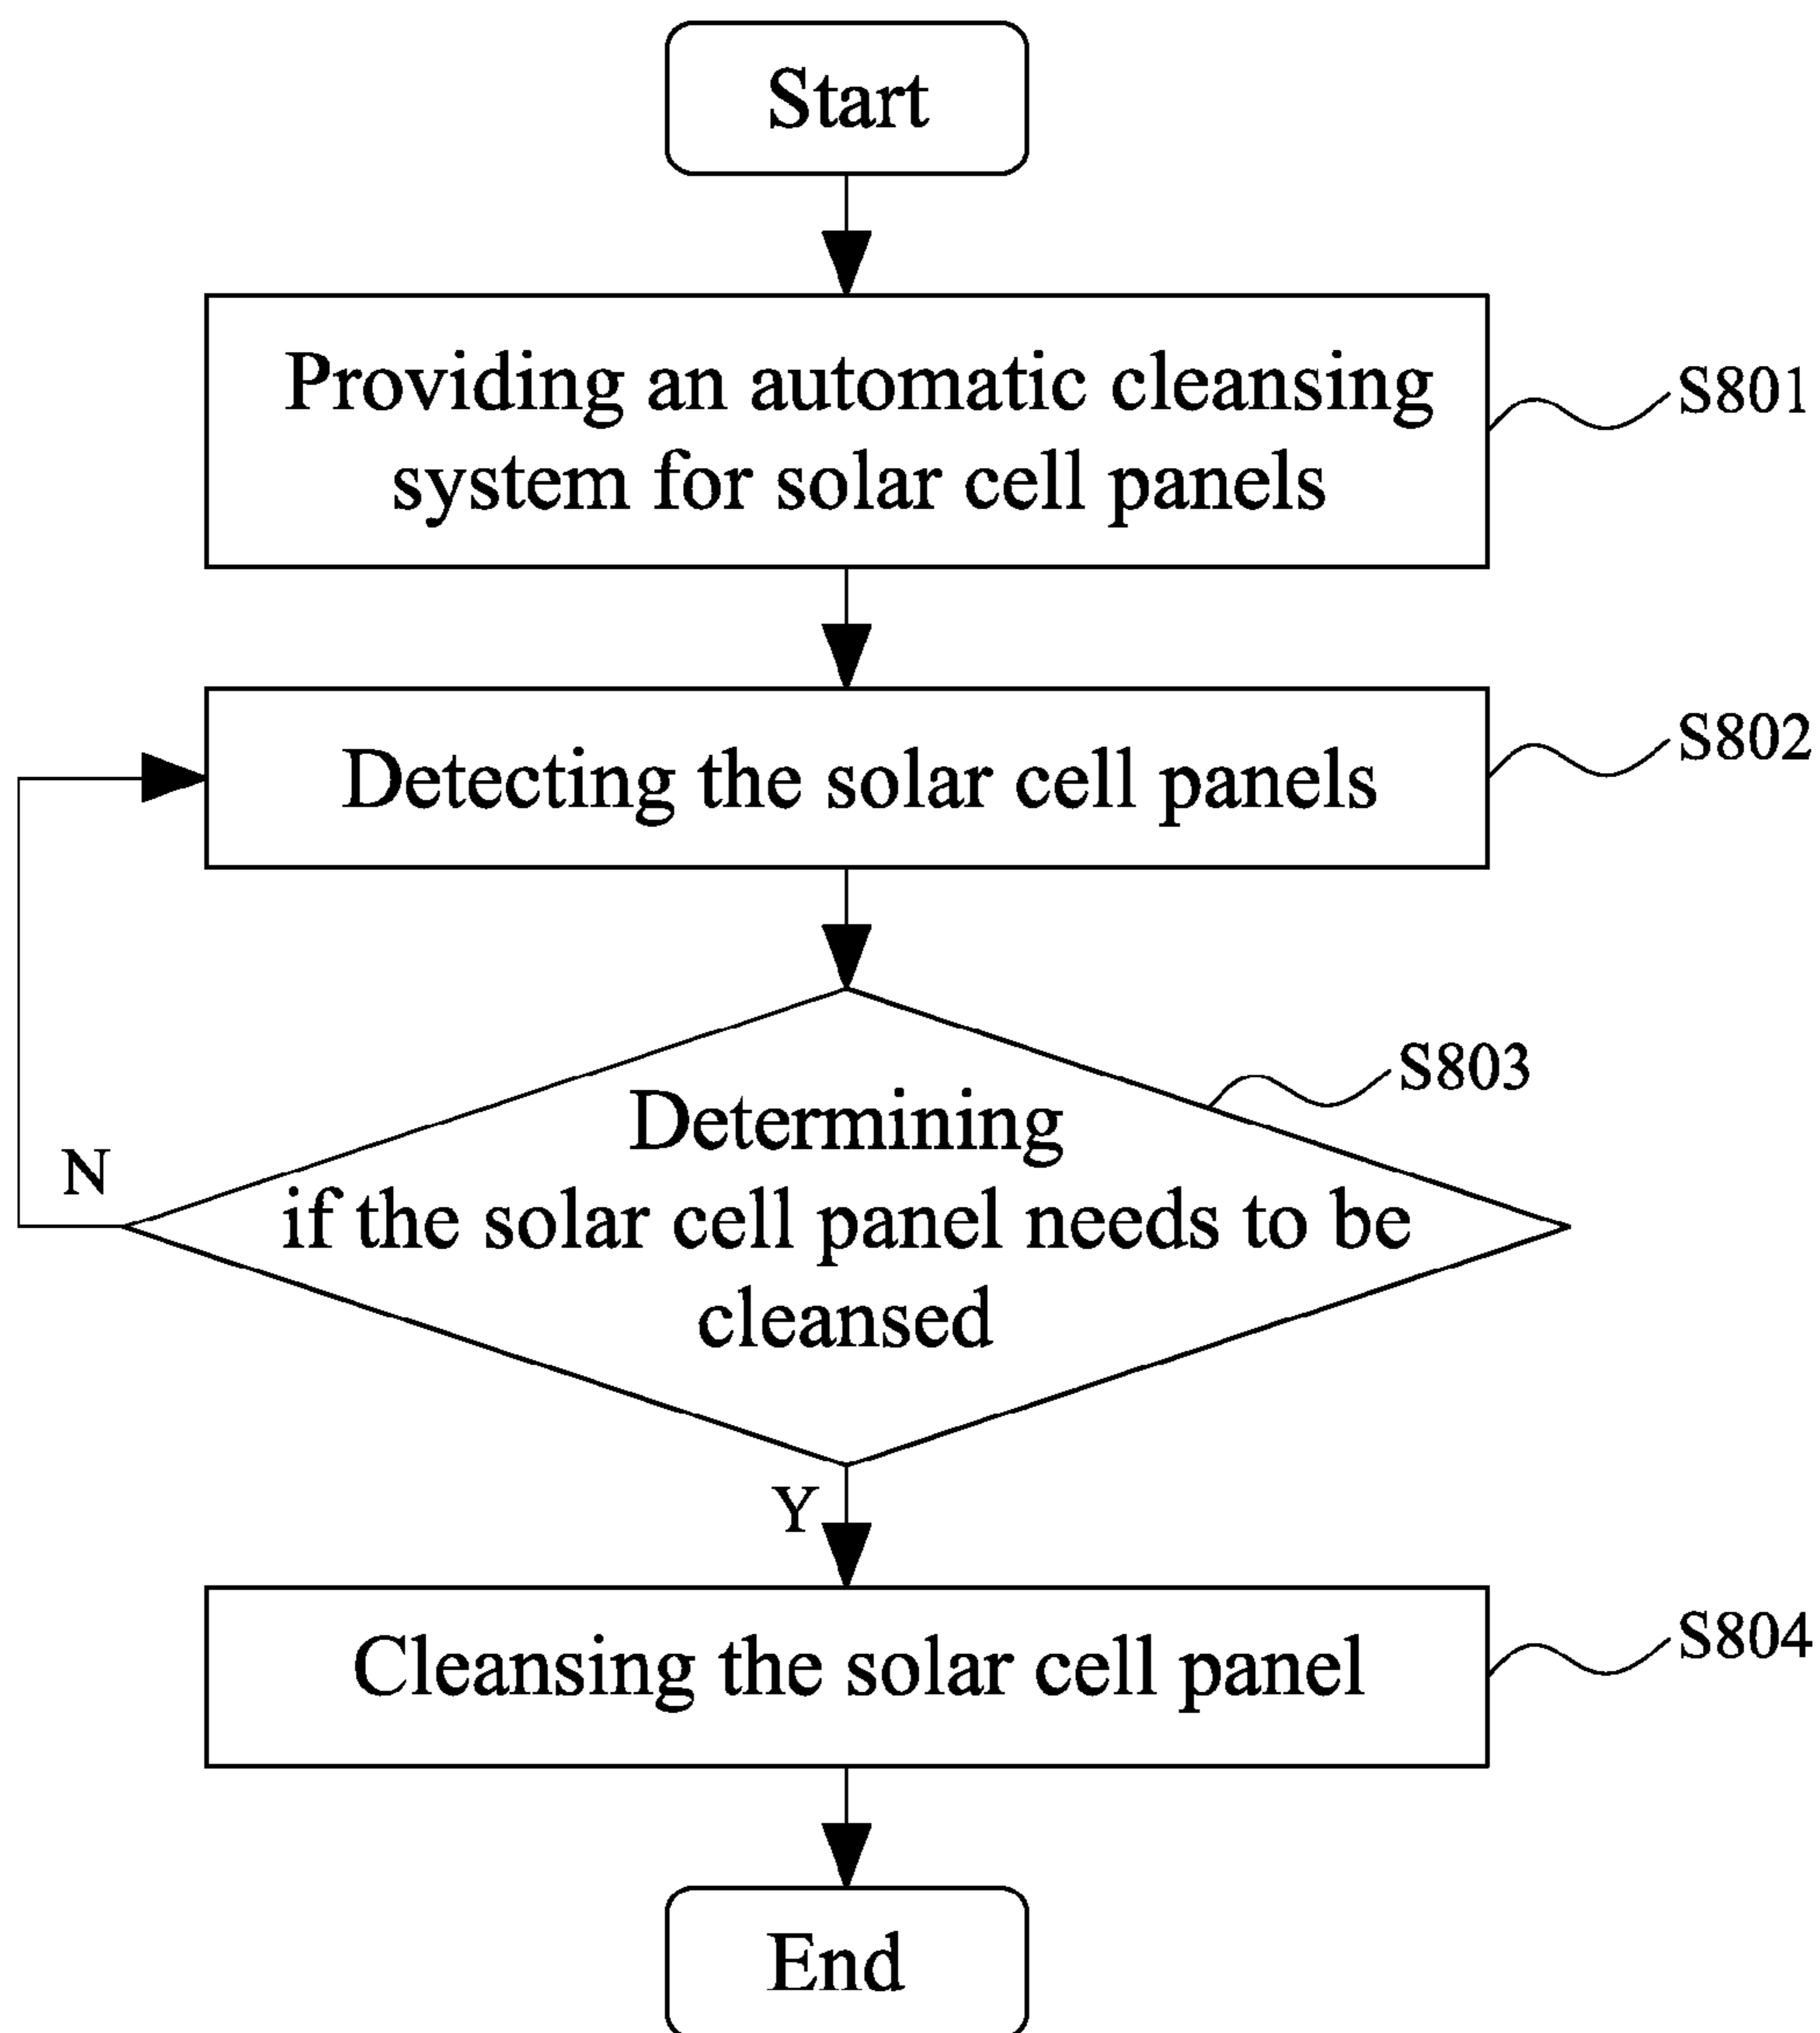 Start
Providing an automatic cleansing
system for solar cell panels
S801
Detecting the solar cell panels
S802
Determining
if the solar cell panel needs to be
cleansed
S803
N
Y
Cleansing the solar cell panel
S804
End